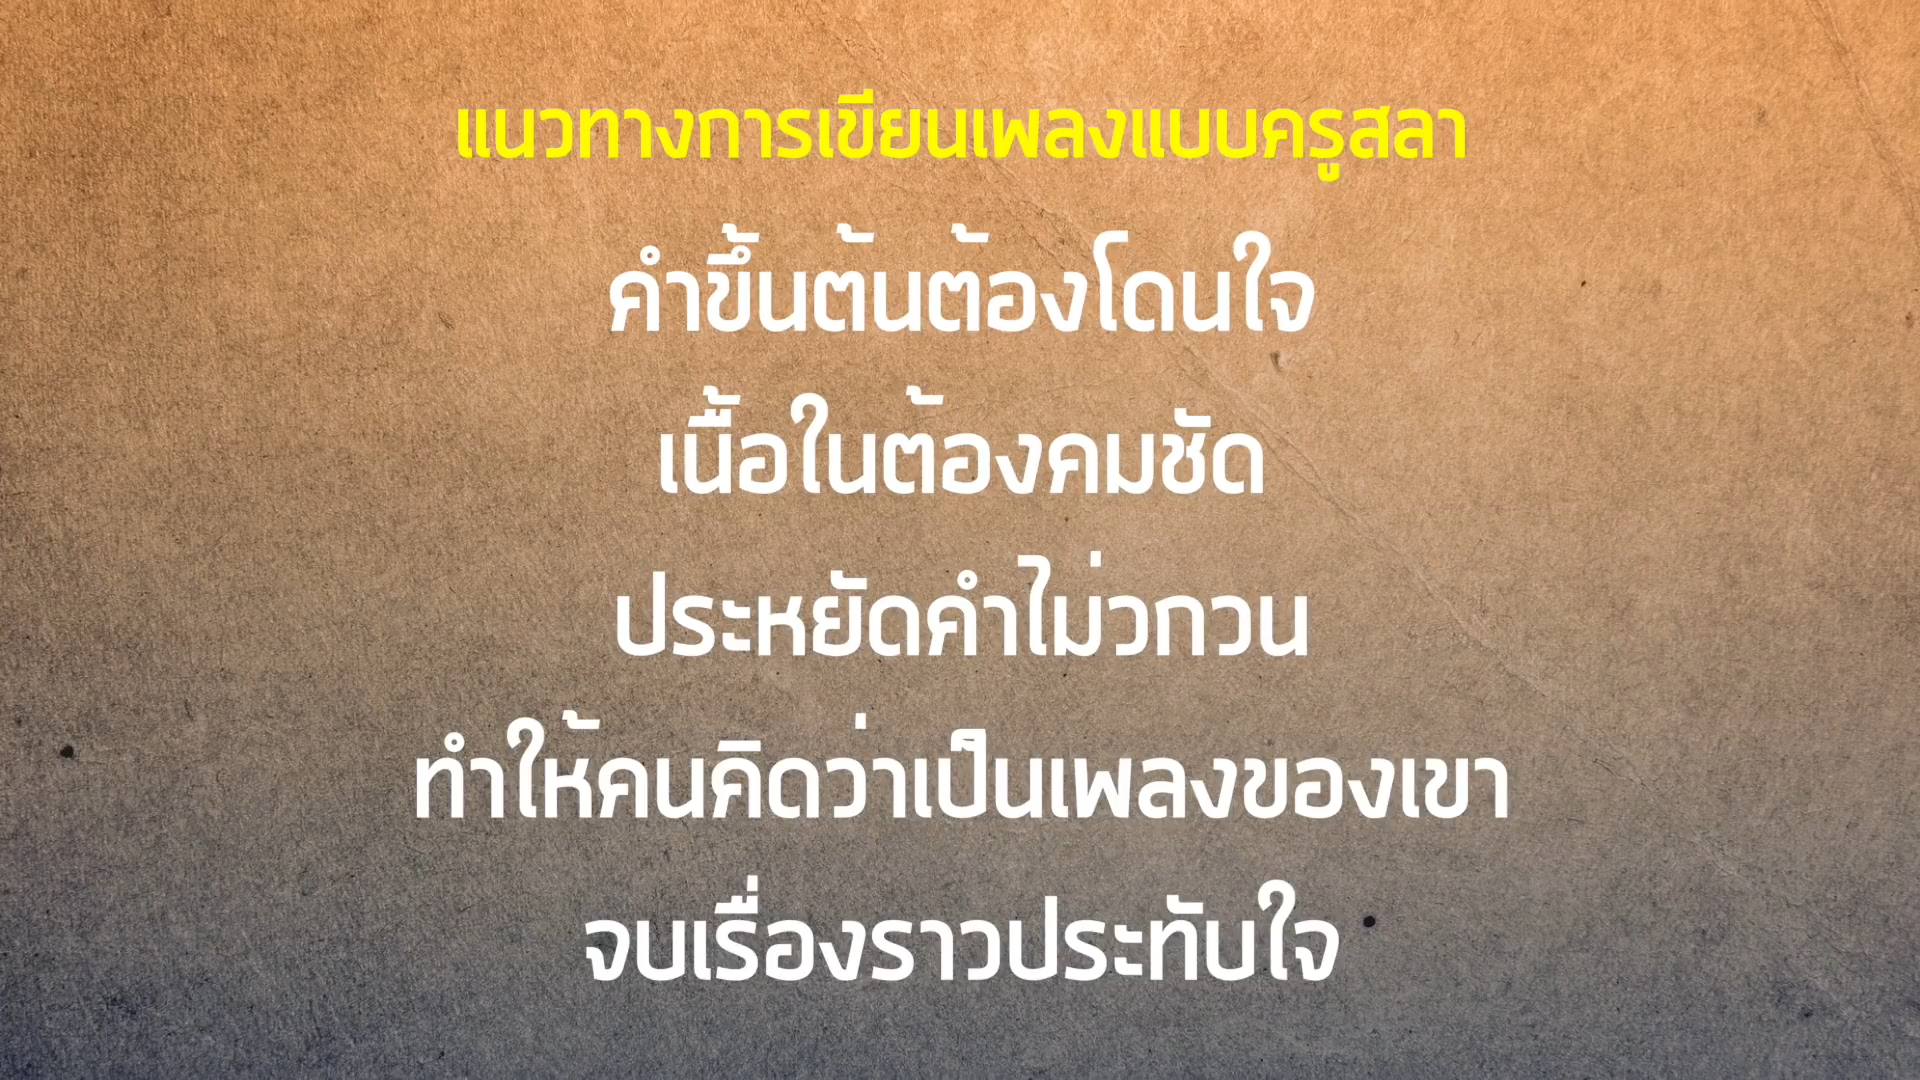 แนวทางการเขียนเพลงแบบครูสลา
คำขึ้นต้นต้องโดนใจ
เนื้อในต้องคมชัด
ประหยัดคำไม่วกวน
ทำให้คนคิดว่าเป็นเพลงของเขา
จบเรื่องราวประทับใจ